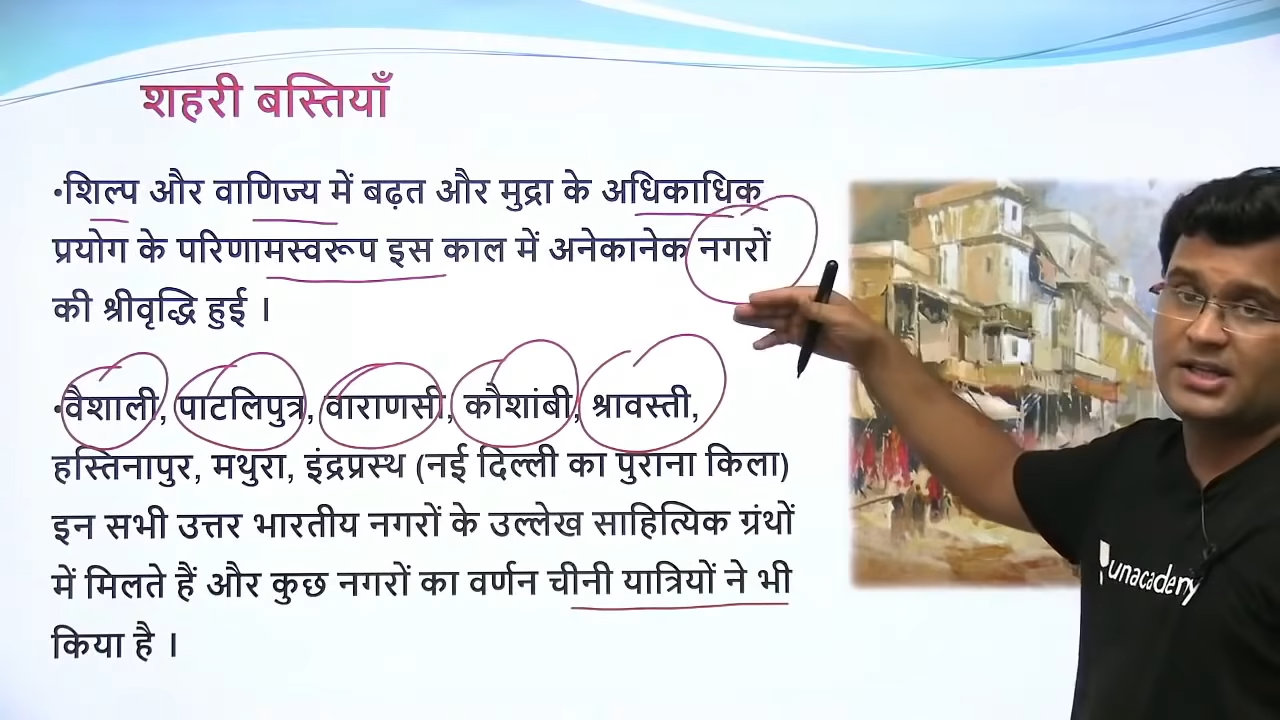 शहरी बस्तियाँ
•शिल्प और वाणिज्य में बढ़त और मुद्रा के अधिकाधिक
प्रयोग के परिणामस्वरूप इस काल में अनेकानेक नगरों
की श्रीवृद्धि हुई ।
•वैशाली, पाटलिपुत्र, वाराणसी, कौशांबी, श्रावस्ती,
हस्तिनापुर, मथुरा, इंद्रप्रस्थ (नई दिल्ली का पुराना किला)
इन सभी उत्तर भारतीय नगरों के उल्लेख साहित्यिक ग्रंथों
में मिलते हैं और कुछ नगरों का वर्णन चीनी यात्रियों ने भी
किया है ।
unacademy